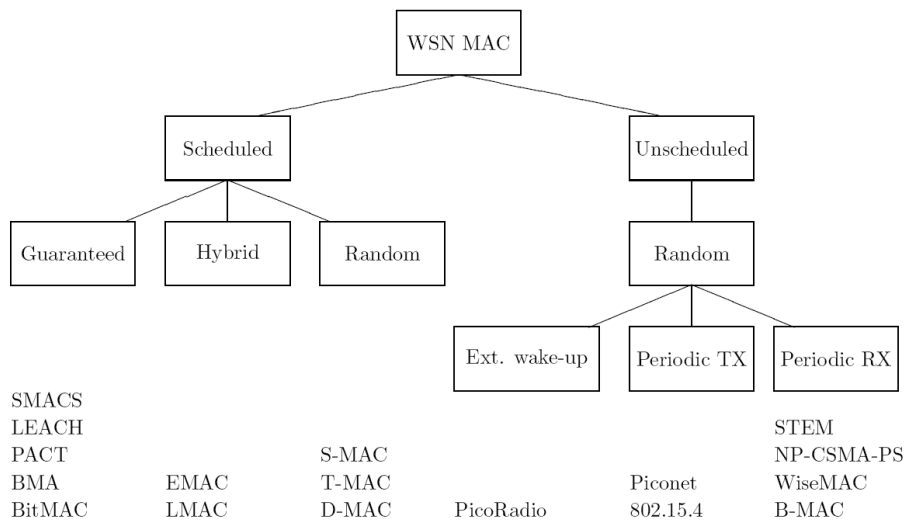 WSN MAC
Scheduled
Unscheduled
Guaranteed
Hybrid
Random
Random
Ext. wake-up
Periodic TX
Periodic RX
SMACS
LEACH
STEM
PACT
S-MAC
NP-CSMA-PS
BMA
EMAC
T-MAC
Piconet
WiseMAC
BitMAC
LMAC
D-MAC
PicoRadio
802.15.4
B-MAC